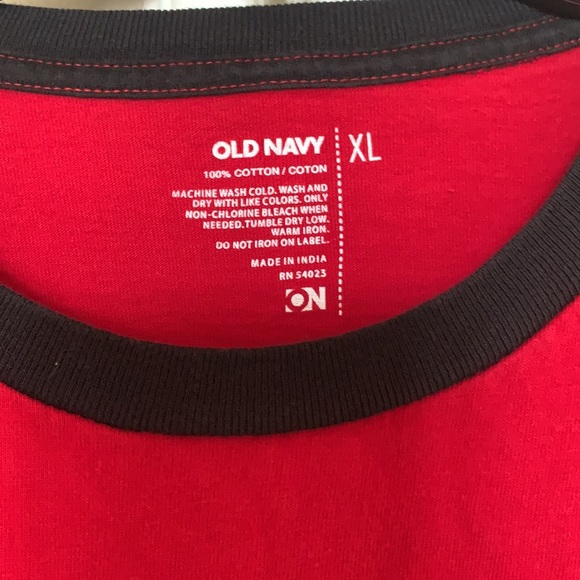 OLD NAVY
XL
100% COTTON / COTON
MACHINE WASH COLD. WASH AND
DRY WITH LIKE COLORS. ONLY
NON-CHLORINE BLEACH WHEN
NEEDED.TUMBLE DRY LOW.
WARM IRON.
DO NOT IRON ON LABEL.
MADE IN INDIA
RN 54023
ON